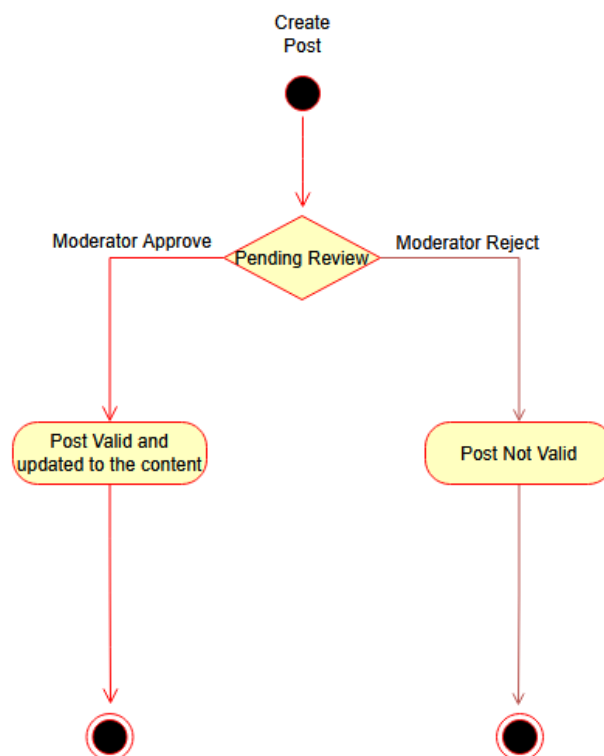 Create
Post
Moderator Approve
Pending Review
Moderator Reject
Post Valid and
updated to the content
Post Not Valid